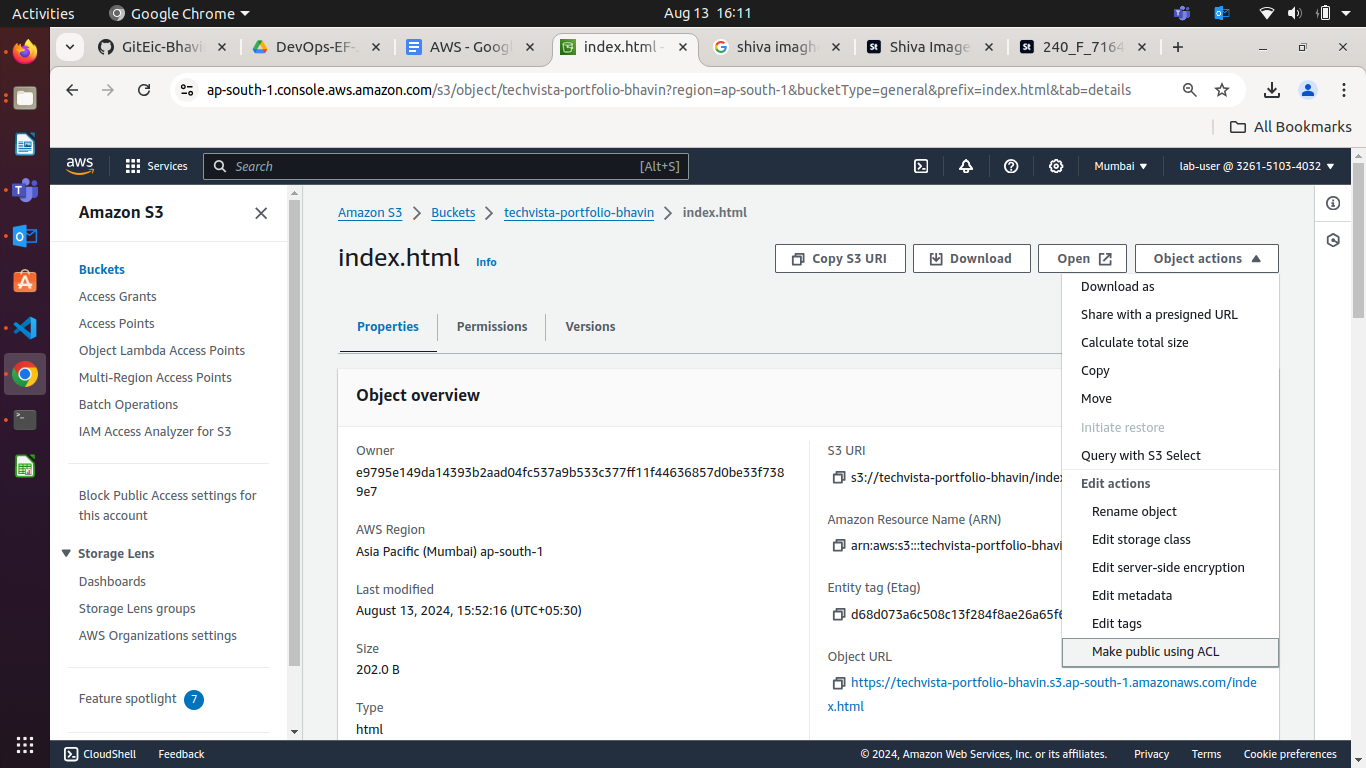 Activities
Google Chrome
Aug 13 16:11
GitEic-Bhavi
DevOps-EF-
AWS - Googl
index.html -
shiva imagh
Shiva Image
240_F_7164
ap-south-1.console.aws.amazon.com/s3/object/techvista-portfolio-bhavin?region=ap-south-1&bucketType=general&prefix=index.html&tab=details
All Bookmarks
aws
Services
Search
[Alt+S]
Mumbai
lab-user @ 3261-5103-4032
Amazon S3
Buckets
Access Grants
Access Points
Object Lambda Access Points
Multi-Region Access Points
Batch Operations
IAM Access Analyzer for S3
Block Public Access settings for
this account
Storage Lens
Dashboards
Storage Lens groups
AWS Organizations settings
Feature spotlight 7
Amazon S3
Buckets
techvista-portfolio-bhavin
index.html
index.html Info
Copy S3 URI
Download
Open
Object actions
Download as
Share with a presigned URL
Calculate total size
Copy
Move
Initiate restore
Query with S3 Select
Edit actions
Rename object
Edit storage class
Edit server-side encryption
Edit metadata
Edit tags
Make public using ACL
Properties
Permissions
Versions
Object overview
Owner
e9795e149da14393b2aad04fc537a9b533c377ff11f44636857d0be33f738
9e7
AWS Region
Asia Pacific (Mumbai) ap-south-1
Last modified
August 13, 2024, 15:52:16 (UTC+05:30)
Size
202.0 B
Type
html
S3 URI
s3://techvista-portfolio-bhavin/index
Amazon Resource Name (ARN)
arn:aws:s3:::techvista-portfolio-bhavi
Entity tag (Etag)
d68d073a6c508c13f284f8ae26a65f6
Object URL
https://techvista-portfolio-bhavin.s3.ap-south-1.amazonaws.com/inde
x.html
CloudShell
Feedback
© 2024, Amazon Web Services, Inc. or its affiliates.
Privacy
Terms
Cookie preferences